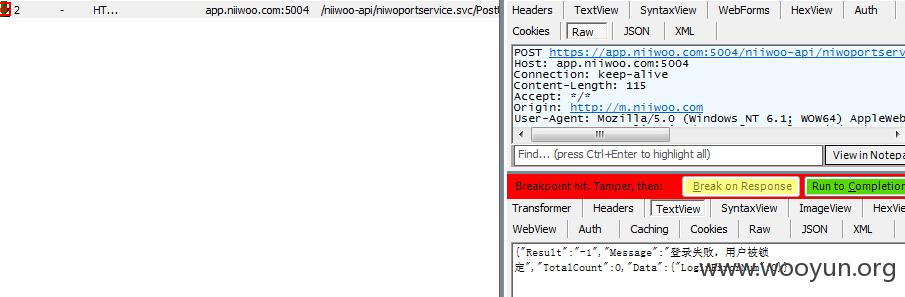 2 - HT... app.niiwoo.com:5004 /niiwoo-api/niwoportservice.svc/Post
Headers TextView SyntaxView WebForms HexView Auth
Cookies Raw JSON XML
POST https://app.niiwoo.com:5004/niiwoo-api/niwoportserv
Host: app.niiwoo.com:5004
Connection: keep-alive
Content-Length: 115
Accept: */*
Origin: http://m.niiwoo.com
User-Agent: Mozilla/5.0 (Windows NT 6.1; WOW64) AppleWeb
Find... (press Ctrl+Enter to highlight all) View in Notepa
Breakpoint hit. Tamper, then: Break on Response Run to Completion
Transformer Headers TextView SyntaxView ImageView HexVie
WebView Auth Caching Cookies Raw JSON XML
{"Result":"-1","Message":"登录失败，用户被锁
定","TotalCount":0,"Data":{"LoginErrorNum":0}}
www.wooyun.org